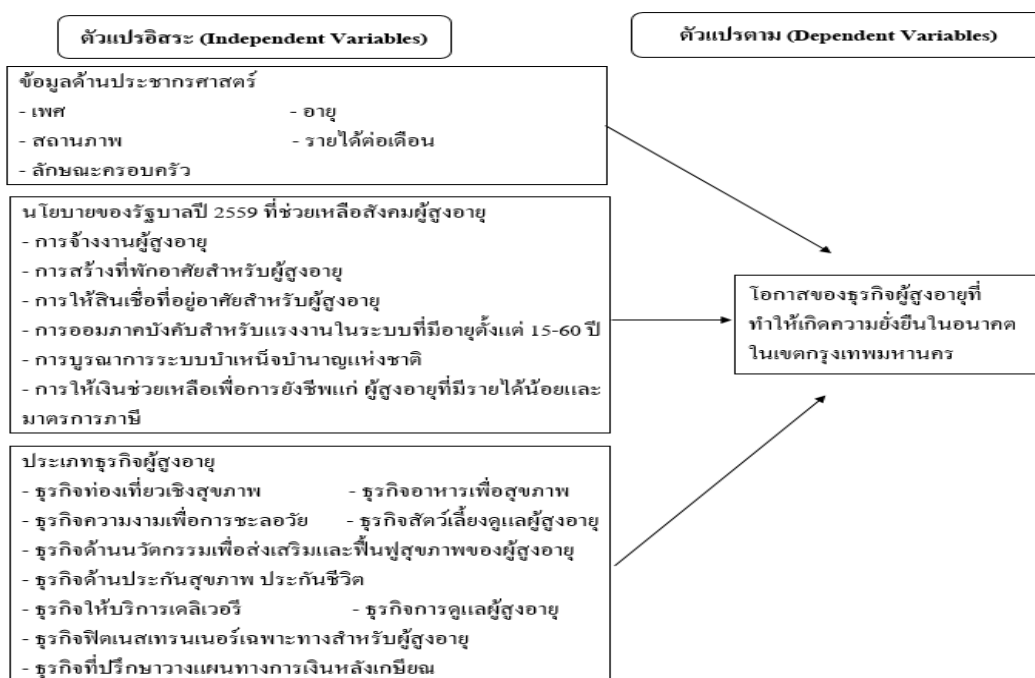 ตัวแปรอิสระ (Independent Variables)
ตัวแปรตาม (Dependent Variables)
ข้อมูลด้านประชากรศาสตร์
- เพศ - อายุ
- สถานภาพ - รายได้ต่อเดือน
- ลักษณะครอบครัว
นโยบายของรัฐบาลปี 2559 ที่ช่วยเหลือสังคมผู้สูงอายุ
- การจ้างงานผู้สูงอายุ
- การสร้างที่พักอาศัยสำหรับผู้สูงอายุ
- การให้สินเชื่อที่อยู่อาศัยสำหรับผู้สูงอายุ
- การออมภาคบังคับสำหรับแรงงานในระบบที่มีอายุตั้งแต่ 15-60 ปี
- การบูรณาการระบบบำเหน็จบำนาญแห่งชาติ
- การให้เงินช่วยเหลือเพื่อการยังชีพแก่ ผู้สูงอายุที่มีรายได้น้อยและ
มาตรการภาษี
ประเภทธุรกิจผู้สูงอายุ
- ธุรกิจท่องเที่ยวเชิงสุขภาพ - ธุรกิจอาหารเพื่อสุขภาพ
- ธุรกิจความงามเพื่อการชะลอวัย - ธุรกิจสัตว์เลี้ยงดูแลผู้สูงอายุ
- ธุรกิจด้านนวัตกรรมเพื่อส่งเสริมและฟื้นฟูสุขภาพของผู้สูงอายุ
- ธุรกิจด้านประกันสุขภาพ ประกันชีวิต
- ธุรกิจให้บริการเดลิเวอรี - ธุรกิจการดูแลผู้สูงอายุ
- ธุรกิจฟิตเนสเทรนเนอร์เฉพาะทางสำหรับผู้สูงอายุ
- ธุรกิจที่ปรึกษาวางแผนทางการเงินหลังเกษียณ
โอกาสของธุรกิจผู้สูงอายุที่
ทำให้เกิดความยั่งยืนในอนาคต
ในเขตกรุงเทพมหานคร